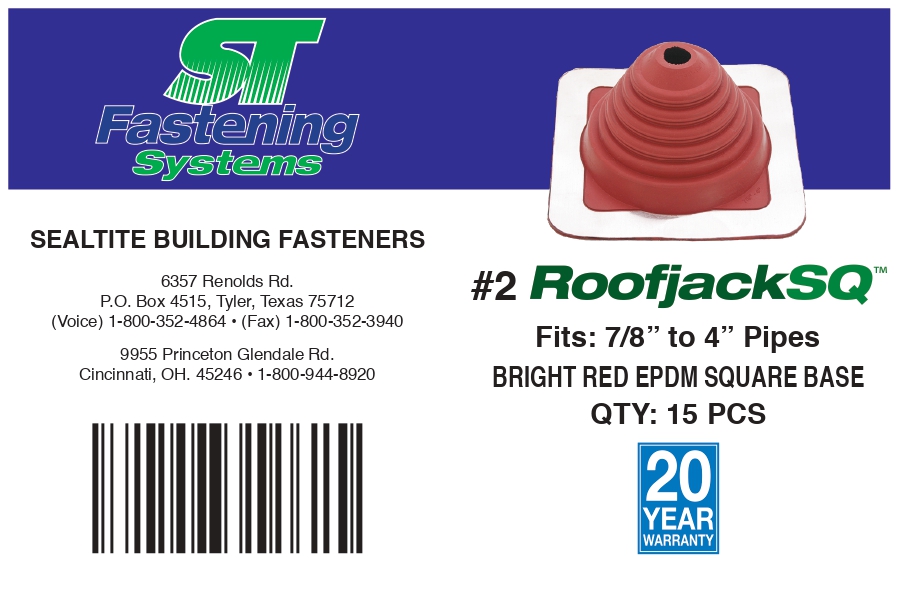 ST
Fastening
Systems
SEALTITE BUILDING FASTENERS
6357 Renolds Rd.
P.O. Box 4515, Tyler, Texas 75712
(Voice) 1-800-352-4864 • (Fax) 1-800-352-3940
9955 Princeton Glendale Rd.
Cincinnati, OH. 45246 • 1-800-944-8920
#2 RoofjackSQ™
Fits: 7/8” to 4” Pipes
BRIGHT RED EPDM SQUARE BASE
QTY: 15 PCS
20
YEAR
WARRANTY